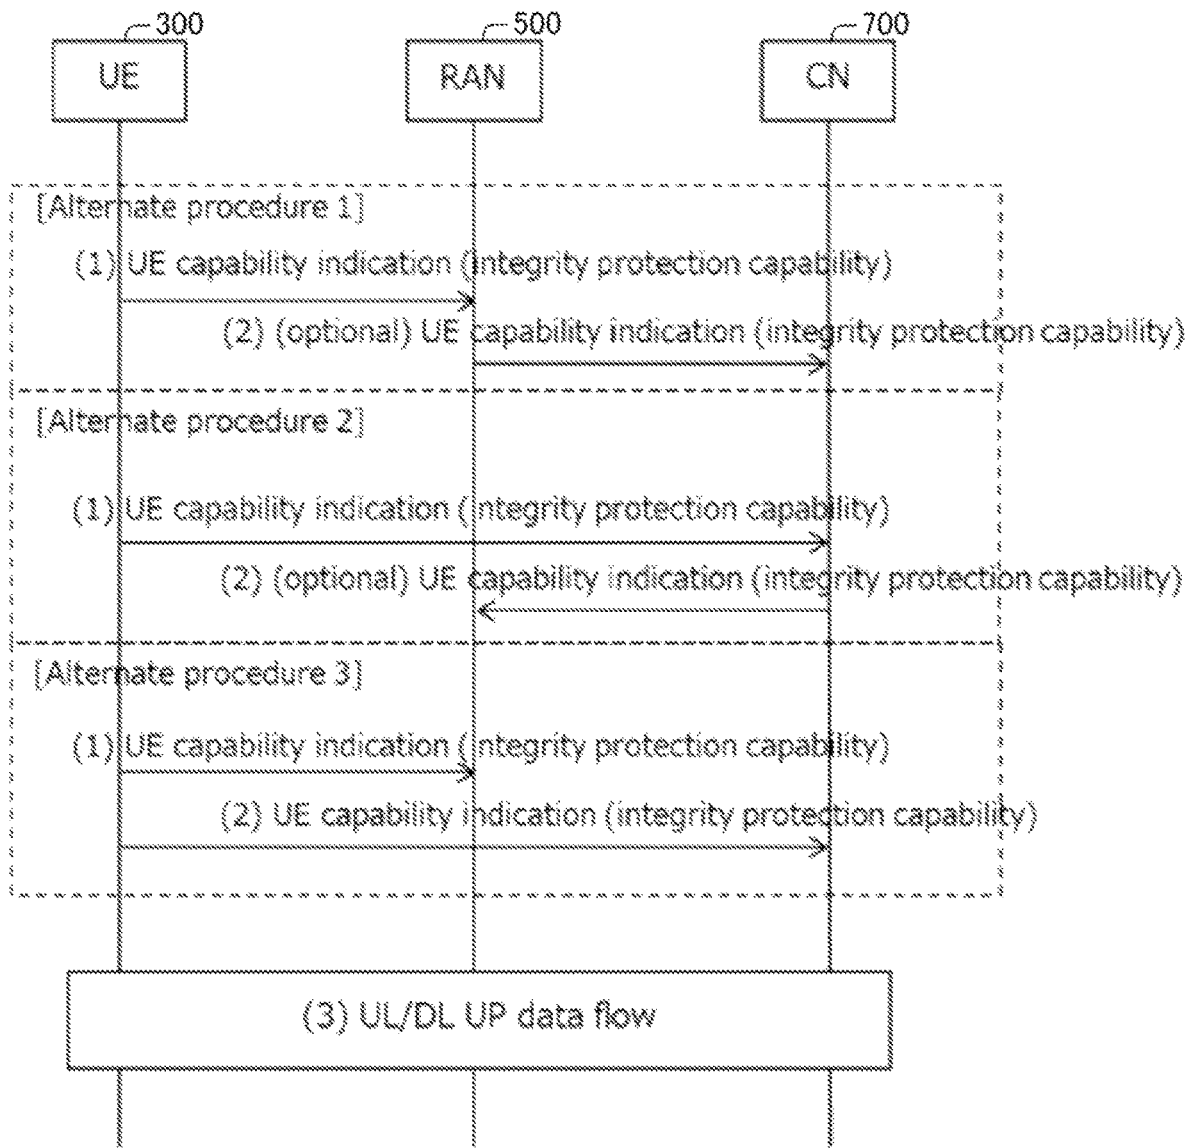 300
500
700
UE
RAN
CN
[Alternate procedure 1]
(1) UE capability indication (integrity protection capability)
(2) (optional) UE capability indication (integrity protection capability)
[Alternate procedure 2]
(1) UE capability indication (integrity protection capability)
(2) (optional) UE capability indication (integrity protection capability)
[Alternate procedure 3]
(1) UE capability indication (integrity protection capability)
(2) UE capability indication (integrity protection capability)
(3) UL/DL UP data flow